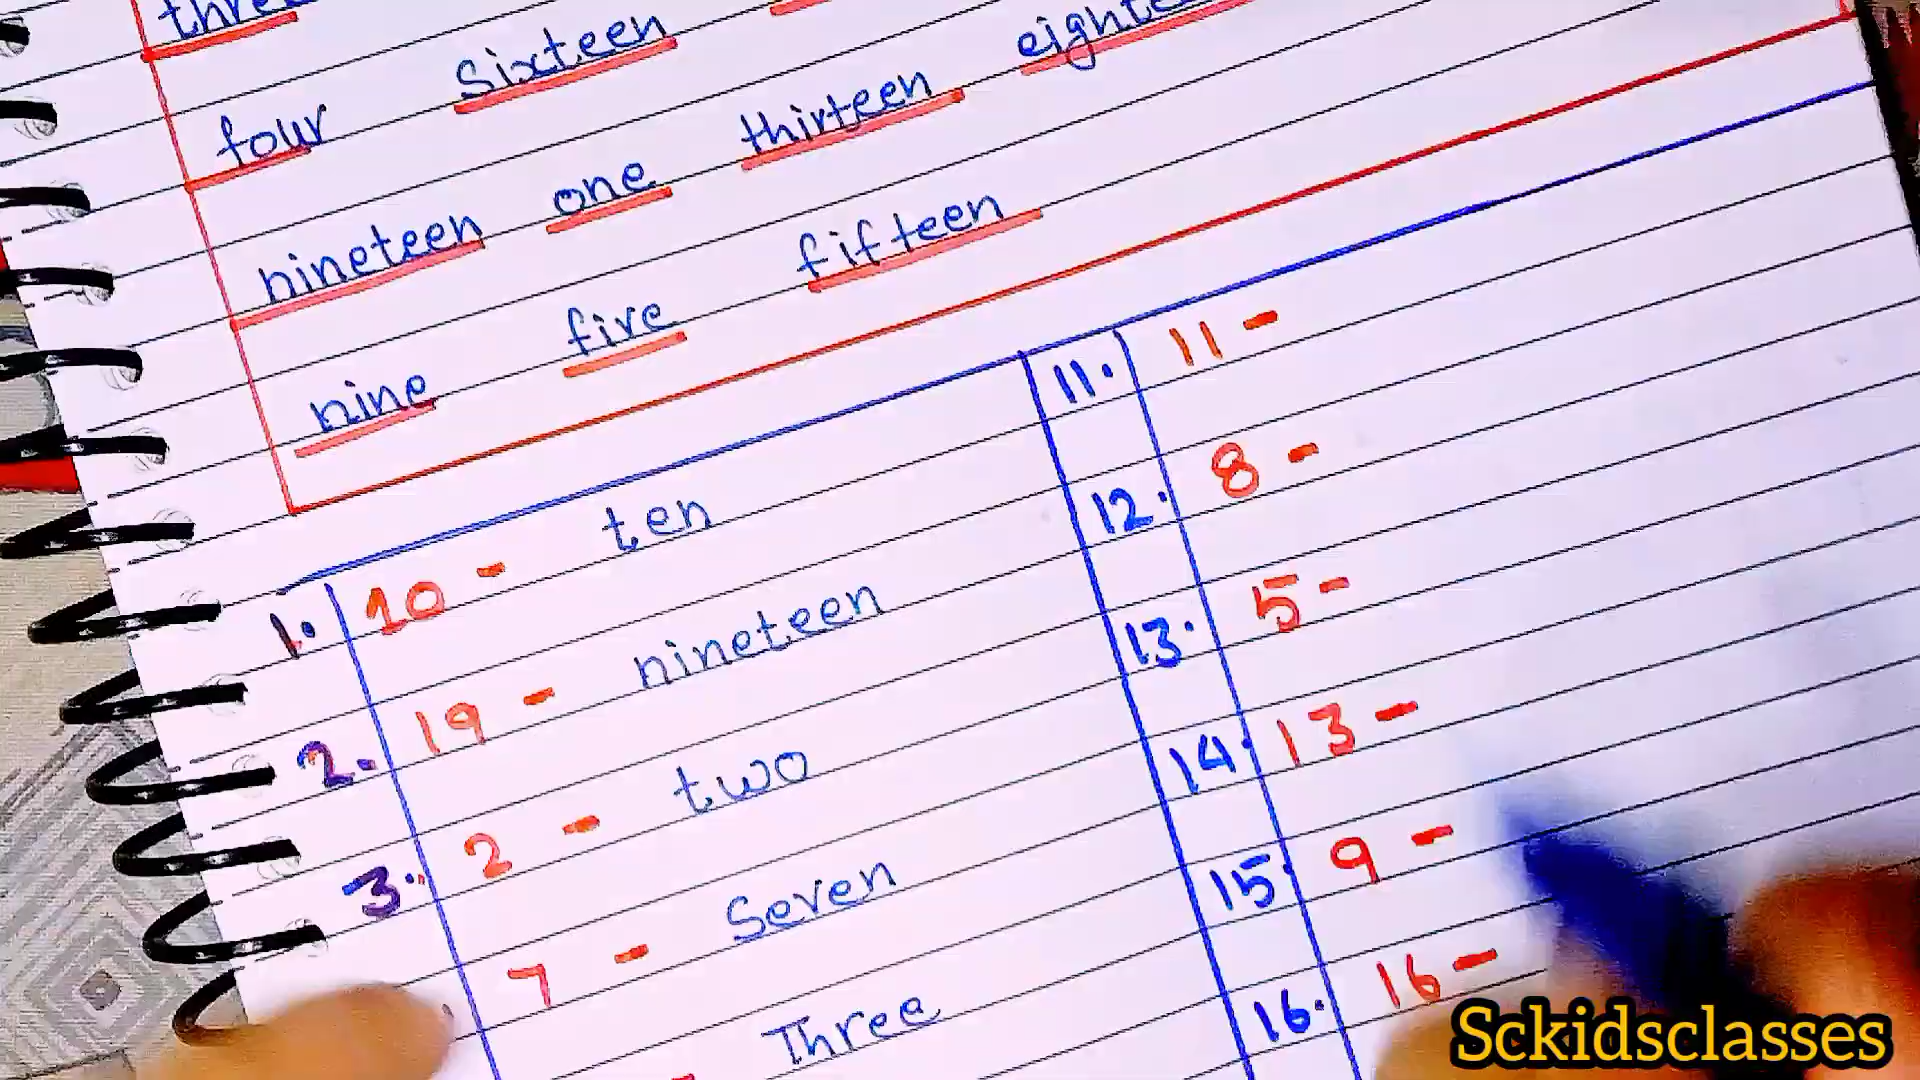 four Sixteen
nineteen one thirteen
nine five fifteen
1. 10 - ten
2. 19 - nineteen
3. 2 - two
7 - Seven
Three
11. 11 -
12. 8 -
13. 5 -
14. 13 -
15. 9 -
16. 16 -
Sckidsclasses